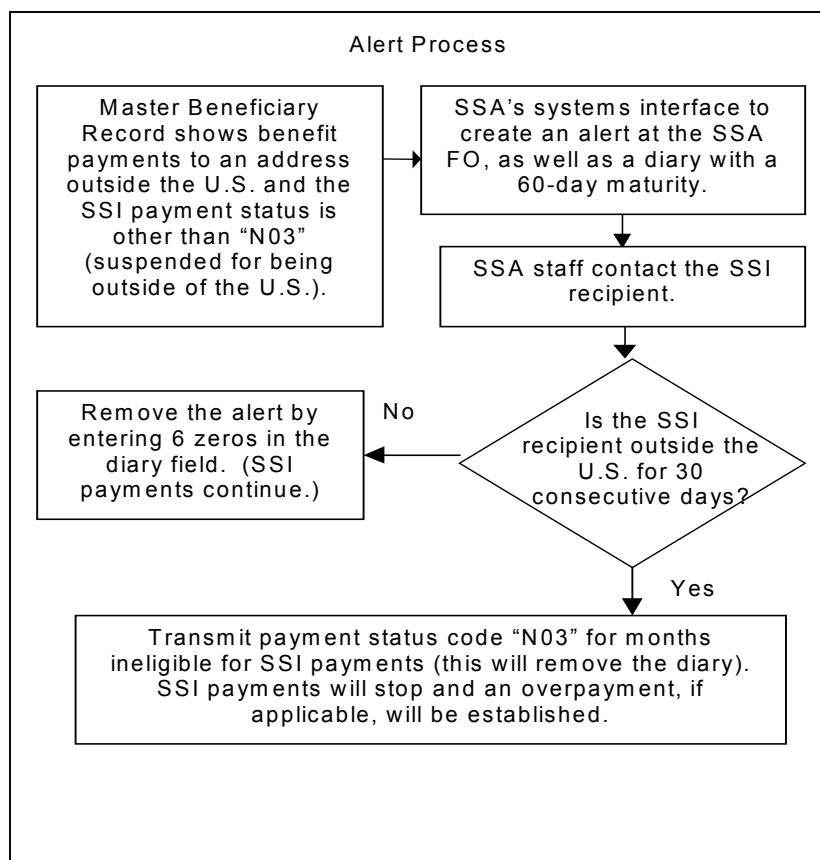 Alert Process
Master Beneficiary
Record shows benefit
payments to an address
outside the U.S. and the
SSI payment status is
other than “N03”
(suspended for being
outside of the U.S.).
SSA’s systems interface to
create an alert at the SSA
FO, as well as a diary with a
60-day maturity.
SSA staff contact the SSI
recipient.
Is the SSI
recipient outside the
U.S. for 30
consecutive days?
No
Remove the alert by
entering 6 zeros in the
diary field. (SSI
payments continue.)
Yes
Transmit payment status code “N03” for months
ineligible for SSI payments (this will remove the diary).
SSI payments will stop and an overpayment, if
applicable, will be established.